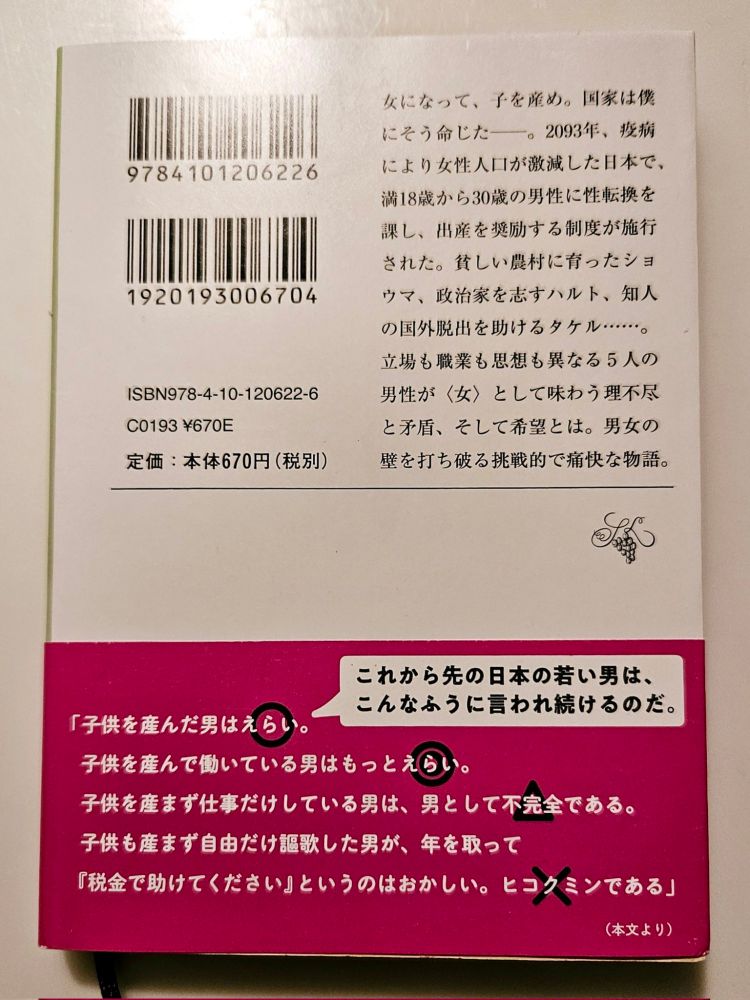 9784101206226
1920193006704
ISBN978-4-10-120622-6
C0193 ¥670E
定価：本体670円（税別）
女になって、子を産め。国家は僕
にそう命じた――。2093年、疫病
により女性人口が激減した日本で、
満18歳から30歳の男性に性転換を
課し、出産を奨励する制度が施行
された。貧しい農村に育ったショ
ウマ、政治家を志すハルト、知人
の国外脱出を助けるタケル……。
立場も職業も思想も異なる５人の
男性が〈女〉として味わう理不尽
と矛盾、そして希望とは。男女の
壁を打ち破る挑戦的で痛快な物語。
これから先の日本の若い男は、
こんなふうに言われ続けるのだ。
「子供を産んだ男はえらい。
子供を産んで働いている男はもっとえらい。
子供を産まず仕事だけしている男は、男として不完全である。
子供も産まず自由だけ謳歌した男が、年を取って
『税金で助けてください』というのはおかしい。ヒコクミンである」
（本文より）